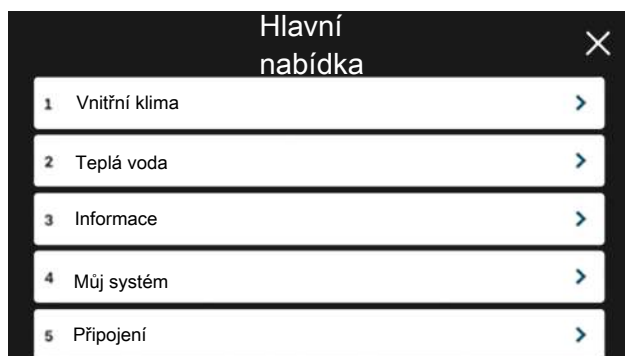 Hlavní
nabídka
1 Vnitřní klima
2 Teplá voda
3 Informace
4 Můj systém
5 Připojení